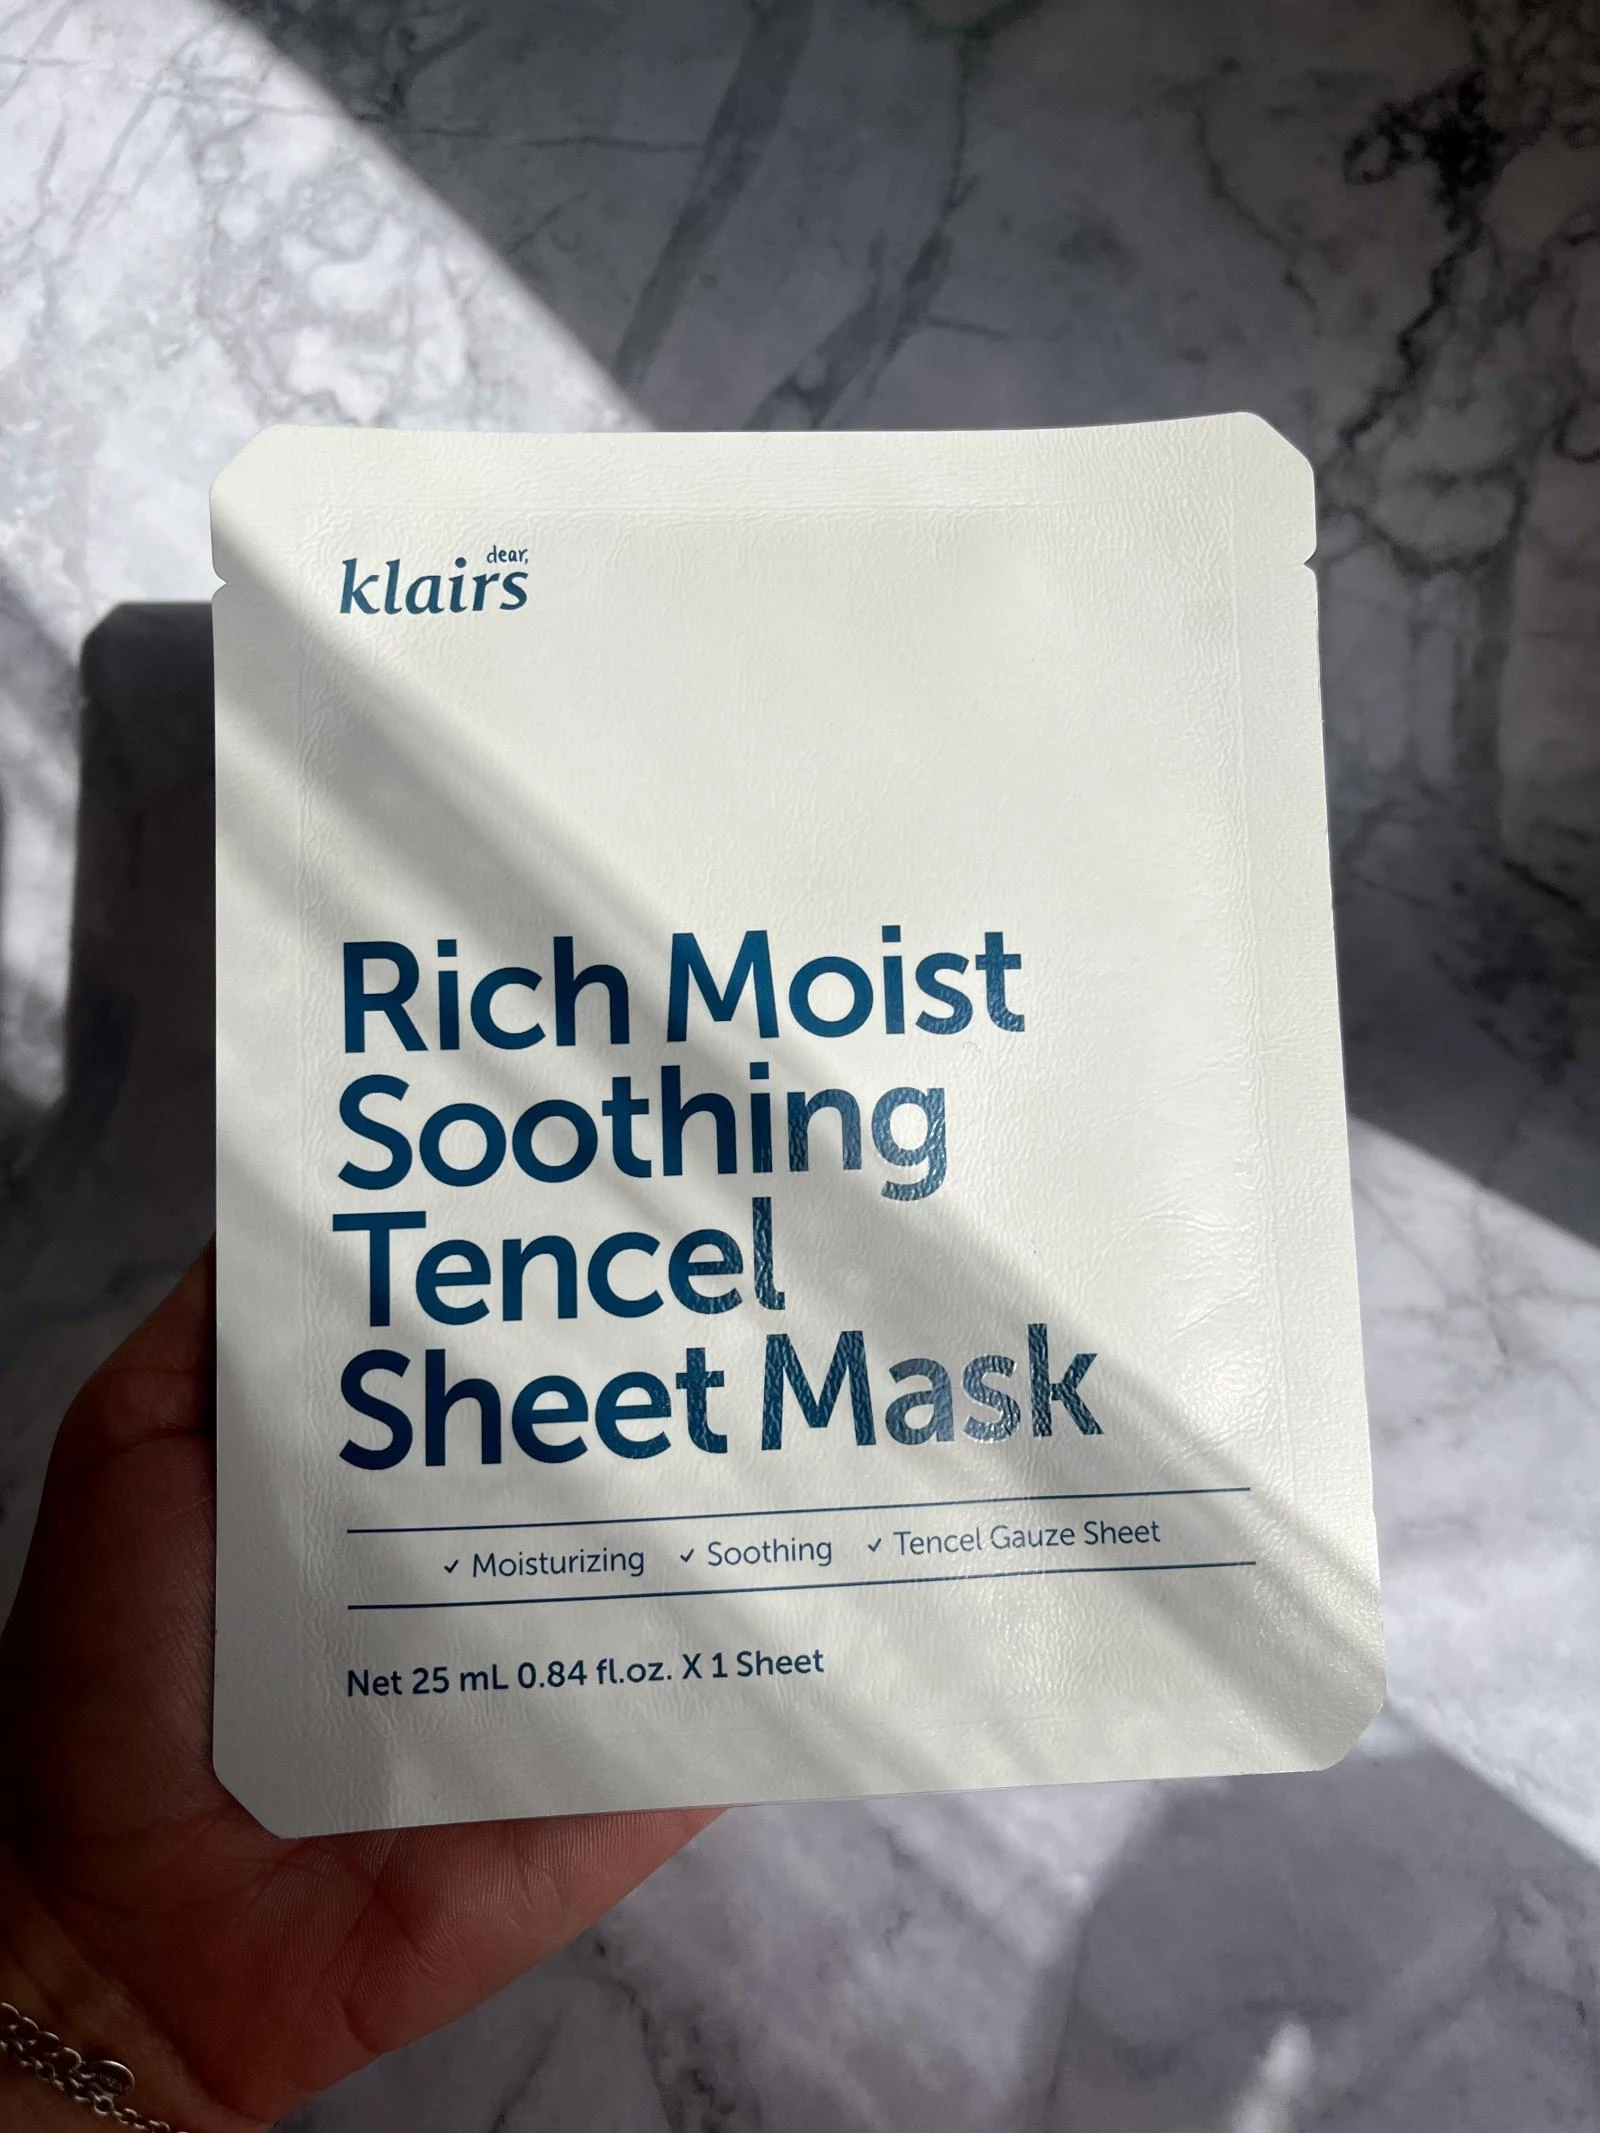 dear,
klairs
Rich Moist
Soothing
Tencel
Sheet Mask
✓ Moisturizing ✓ Soothing ✓ Tencel Gauze Sheet
Net 25 mL 0.84 fl.oz. X 1 Sheet